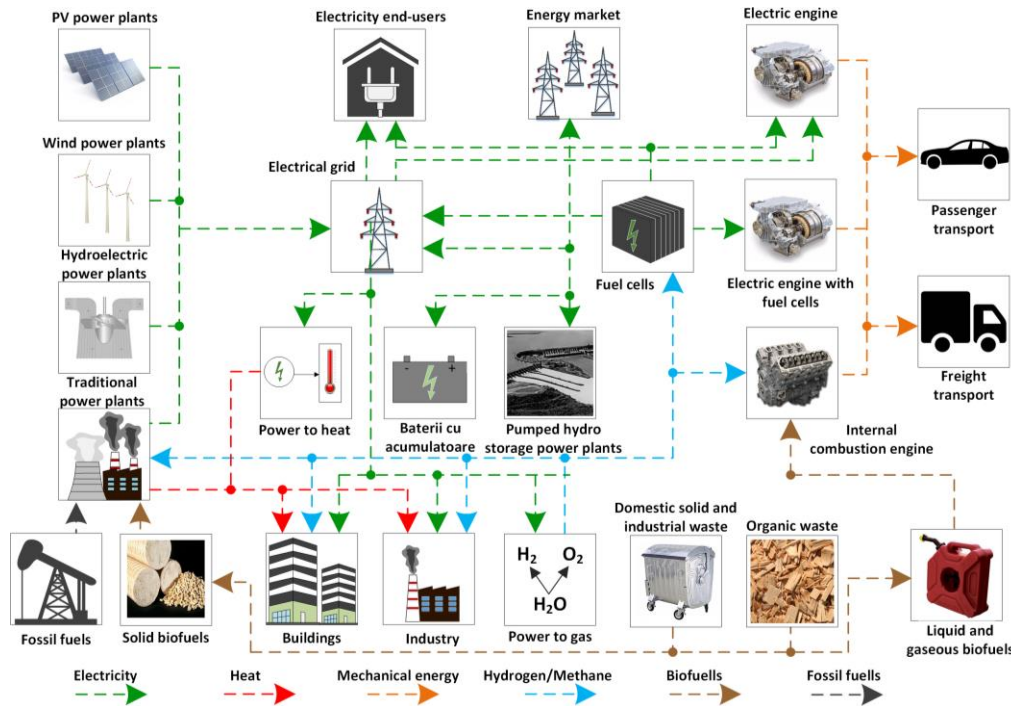 PV power plants
Electricity end-users
Energy market
Electric engine
Wind power plants
Electrical grid
Passenger
transport
Hydroelectric
power plants
Fuel cells
Electric engine with
fuel cells
Traditional
power plants
Freight
transport
- +
Power to heat
Baterii cu
acumulatoare
Pumped hydro
storage power plants
Internal
combustion engine
Domestic solid and
industrial waste
Organic waste
H2 O2
H2O
Fossil fuels
Solid biofuels
Buildings
Industry
Power to gas
Liquid and
gaseous biofuels
Electricity
Heat
Mechanical energy
Hydrogen/Methane
Biofuells
Fossil fuells